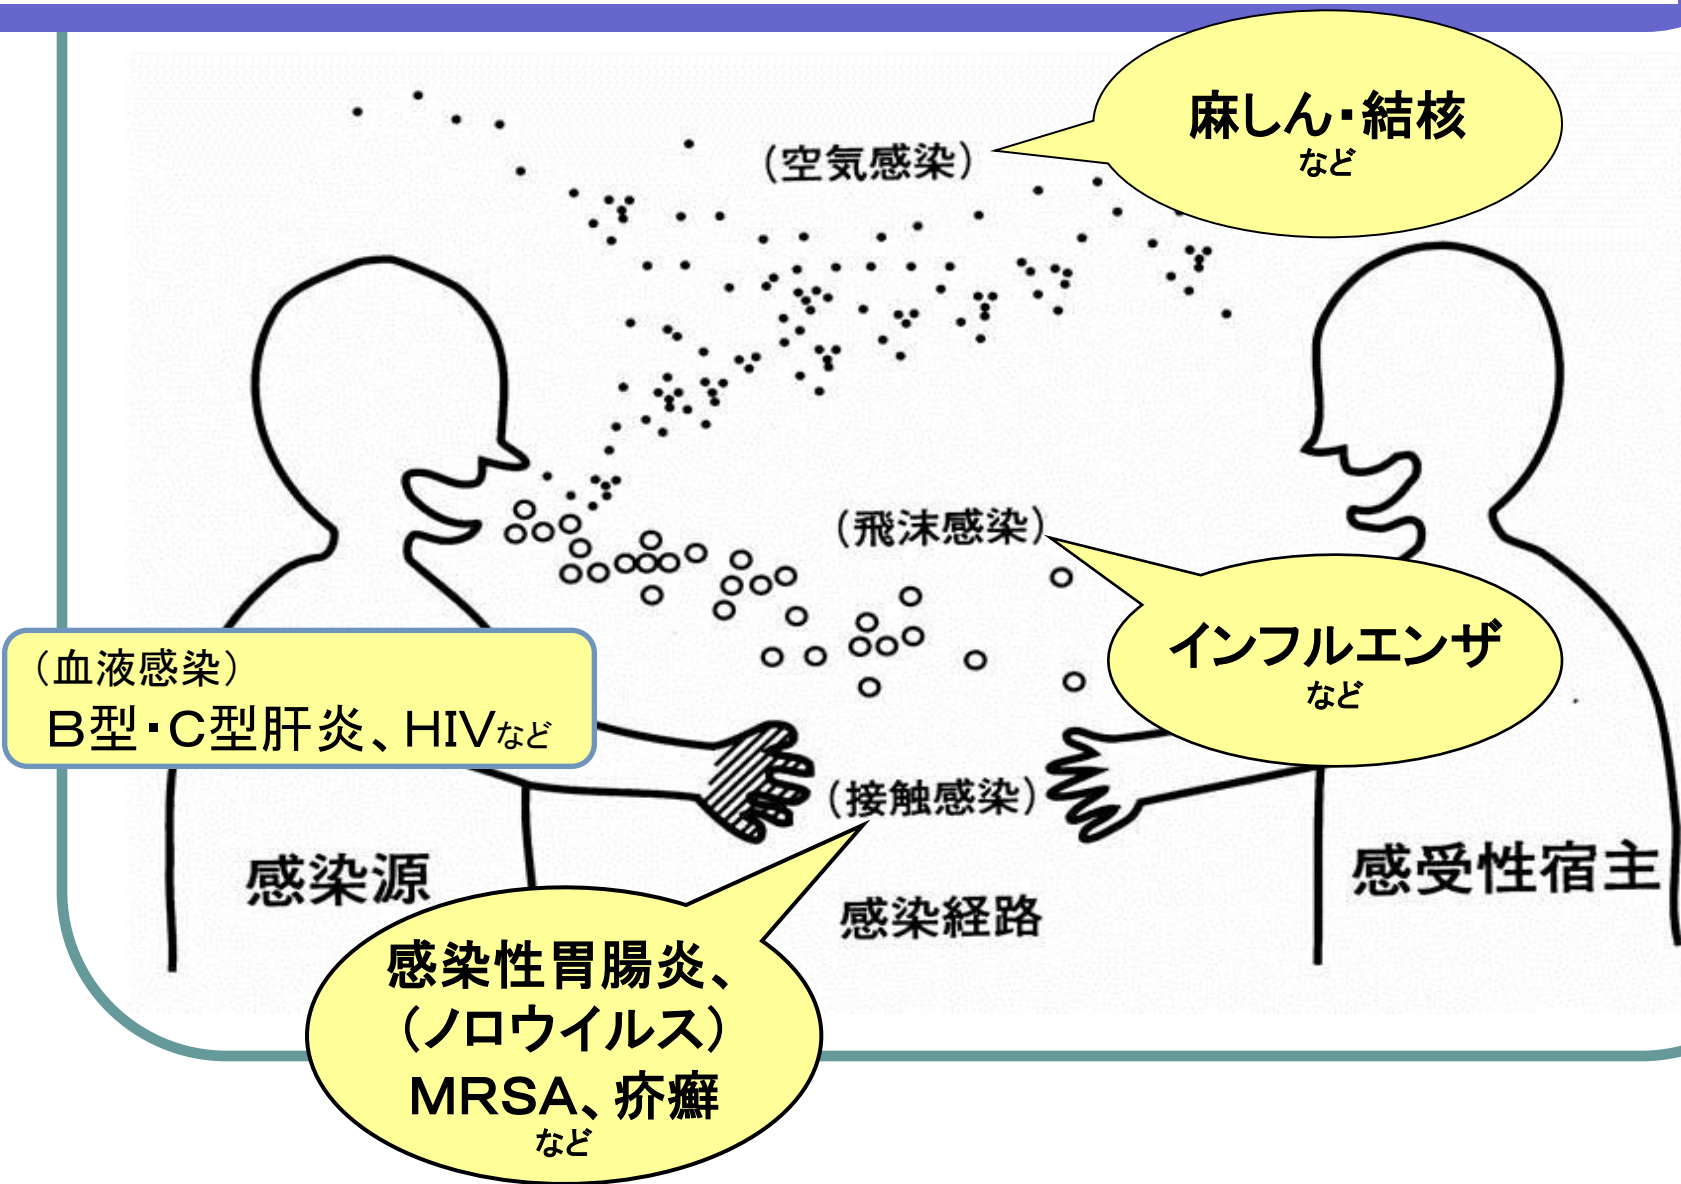 麻しん・結核
など
（空気感染）
（飛沫感染）
インフルエンザ
など
（血液感染）
Ｂ型・Ｃ型肝炎、HIVなど
（接触感染）
感染源
感染経路
感受性宿主
感染性胃腸炎、
（ノロウイルス）
ＭＲＳＡ、疥癬
など